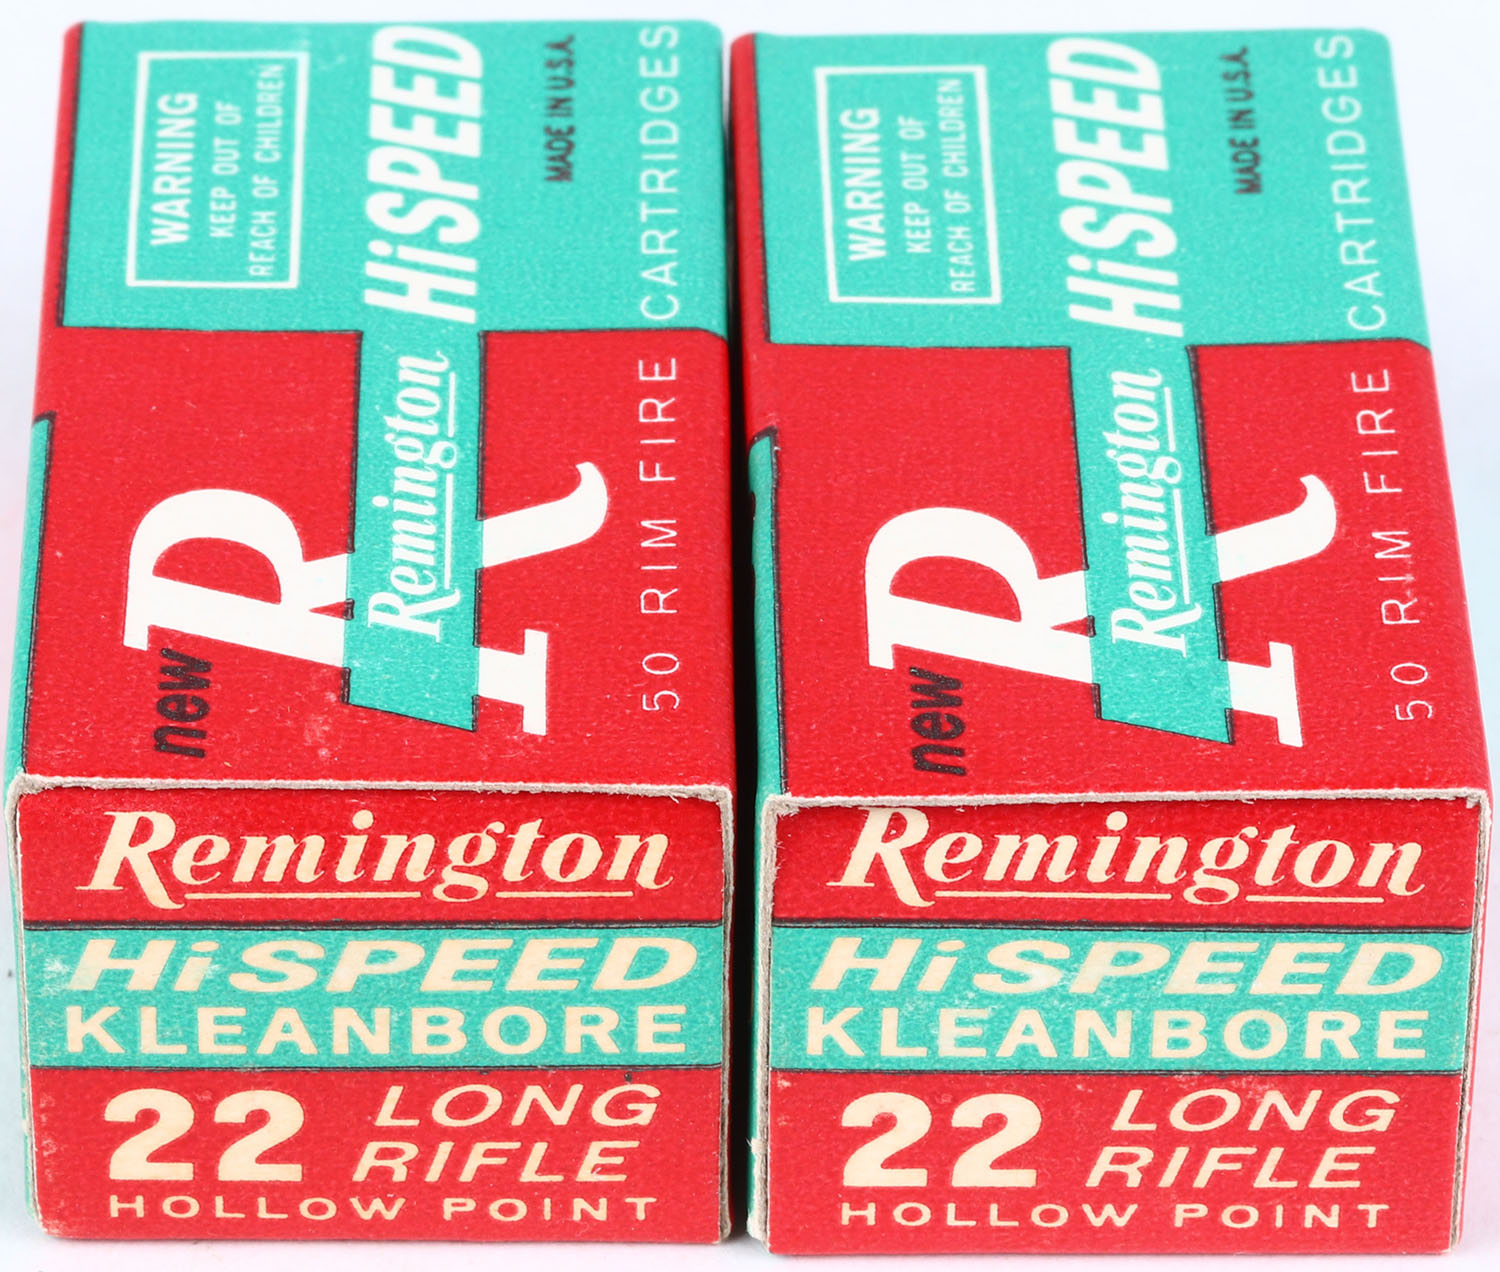 WARNING
KEEP OUT OF
REACH OF CHILDREN
HiSPEED
MADE IN U.S.A.
CARTRIDGES
new
R
Remington
50 RIM FIRE
Remington
HiSPEED
KLEANBORE
22 LONG
RIFLE
HOLLOW POINT
WARNING
KEEP OUT OF
REACH OF CHILDREN
HiSPEED
MADE IN U.S.A.
CARTRIDGES
new
R
Remington
50 RIM FIRE
Remington
HiSPEED
KLEANBORE
22 LONG
RIFLE
HOLLOW POINT